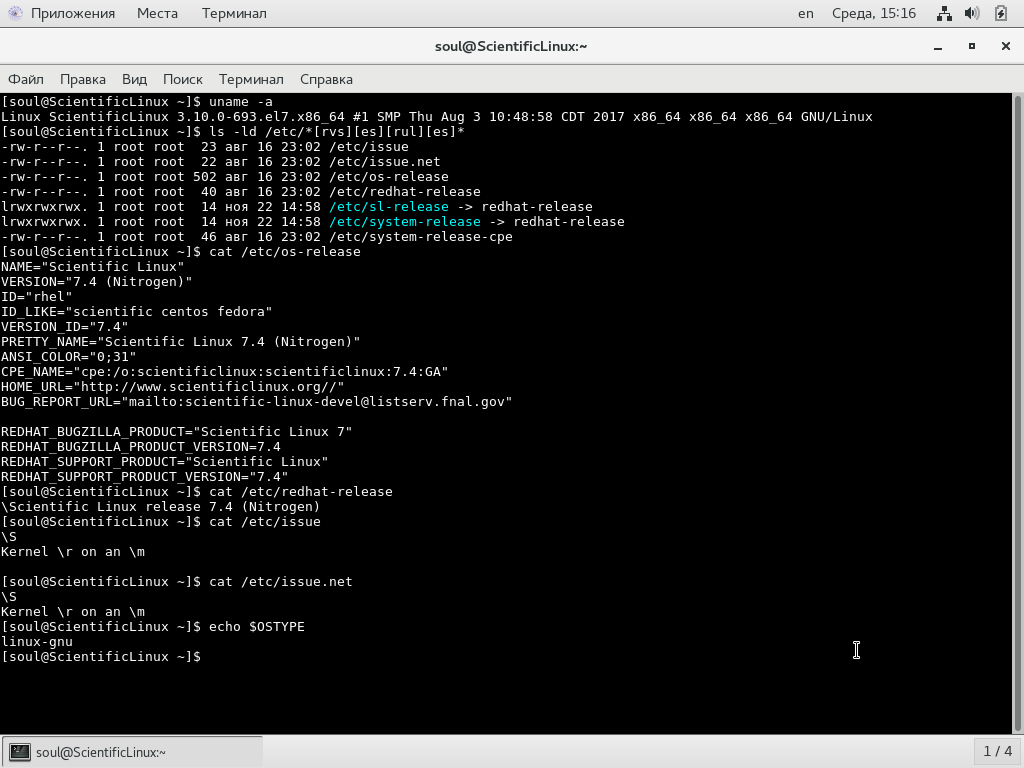 Приложения Места Терминал en Среда, 15:16
soul@ScientificLinux:~
Файл Правка Вид Поиск Терминал Справка
[soul@ScientificLinux ~]$ uname -a
Linux ScientificLinux 3.10.0-693.el7.x86_64 #1 SMP Thu Aug 3 10:48:58 CDT 2017 x86_64 x86_64 x86_64 GNU/Linux
[soul@ScientificLinux ~]$ ls -ld /etc/*[rvs][es][rul][es]*
-rw-r--r--. 1 root root  23 авг 16 23:02 /etc/issue
-rw-r--r--. 1 root root  22 авг 16 23:02 /etc/issue.net
-rw-r--r--. 1 root root 502 авг 16 23:02 /etc/os-release
-rw-r--r--. 1 root root  40 авг 16 23:02 /etc/redhat-release
lrwxrwxrwx. 1 root root  14 ноя 22 14:58 /etc/sl-release -> redhat-release
lrwxrwxrwx. 1 root root  14 ноя 22 14:58 /etc/system-release -> redhat-release
-rw-r--r--. 1 root root  46 авг 16 23:02 /etc/system-release-cpe
[soul@ScientificLinux ~]$ cat /etc/os-release
NAME="Scientific Linux"
VERSION="7.4 (Nitrogen)"
ID="rhel"
ID_LIKE="scientific centos fedora"
VERSION_ID="7.4"
PRETTY_NAME="Scientific Linux 7.4 (Nitrogen)"
ANSI_COLOR="0;31"
CPE_NAME="cpe:/o:scientificlinux:scientificlinux:7.4:GA"
HOME_URL="http://www.scientificlinux.org//"
BUG_REPORT_URL="mailto:scientific-linux-devel@listserv.fnal.gov"

REDHAT_BUGZILLA_PRODUCT="Scientific Linux 7"
REDHAT_BUGZILLA_PRODUCT_VERSION=7.4
REDHAT_SUPPORT_PRODUCT="Scientific Linux"
REDHAT_SUPPORT_PRODUCT_VERSION="7.4"
[soul@ScientificLinux ~]$ cat /etc/redhat-release
\Scientific Linux release 7.4 (Nitrogen)
[soul@ScientificLinux ~]$ cat /etc/issue
\S
Kernel \r on an \m

[soul@ScientificLinux ~]$ cat /etc/issue.net
\S
Kernel \r on an \m
[soul@ScientificLinux ~]$ echo $OSTYPE
linux-gnu
[soul@ScientificLinux ~]$
soul@ScientificLinux:~ 1 / 4